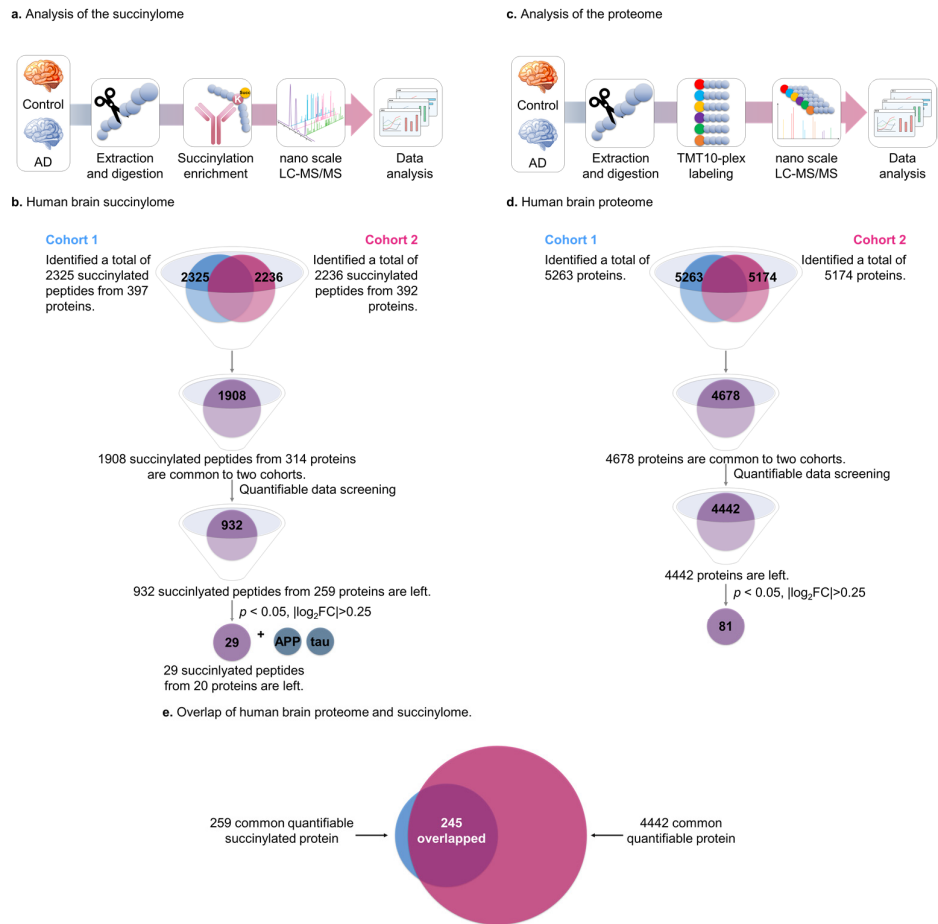 a. Analysis of the succinylome
Control
AD
Extraction
and digestion
Succ
K
Succinylation
enrichment
nano scale
LC-MS/MS
Data
analysis
c. Analysis of the proteome
Control
AD
Extraction
and digestion
TMT10-plex
labeling
nano scale
LC-MS/MS
Data
analysis
b. Human brain succinylome
Cohort 1
Identified a total of
2325 succinylated
peptides from 397
proteins.
2325
2236
Cohort 2
Identified a total of
2236 succinylated
peptides from 392
proteins.
1908
1908 succinylated peptides from 314 proteins
are common to two cohorts.
Quantifiable data screening
932
932 succinlyated peptides from 259 proteins are left.
p < 0.05, |log₂FC|>0.25
29
+
APP
tau
29 succinlyated peptides
from 20 proteins are left.
d. Human brain proteome
Cohort 1
Identified a total of
5263 proteins.
5263
5174
Cohort 2
Identified a total of
5174 proteins.
4678
4678 proteins are common to two cohorts.
Quantifiable data screening
4442
4442 proteins are left.
p < 0.05, |log₂FC|>0.25
81
e. Overlap of human brain proteome and succinylome.
259 common quantifiable
succinylated protein
245
overlapped
4442 common
quantifiable protein